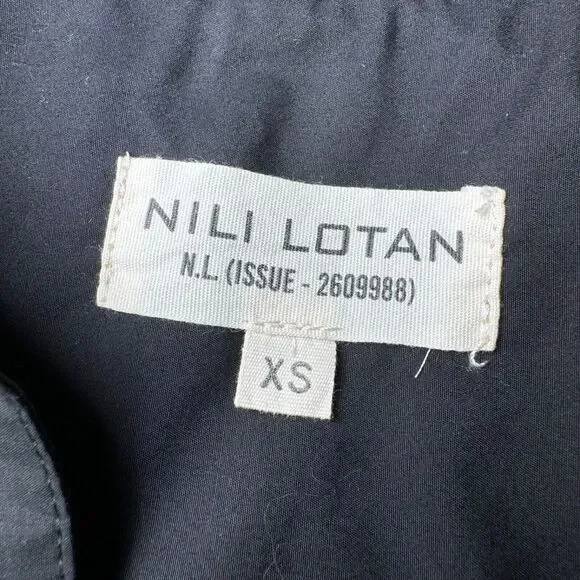 NILI LOTAN
N.L. (ISSUE - 2609988)
XS